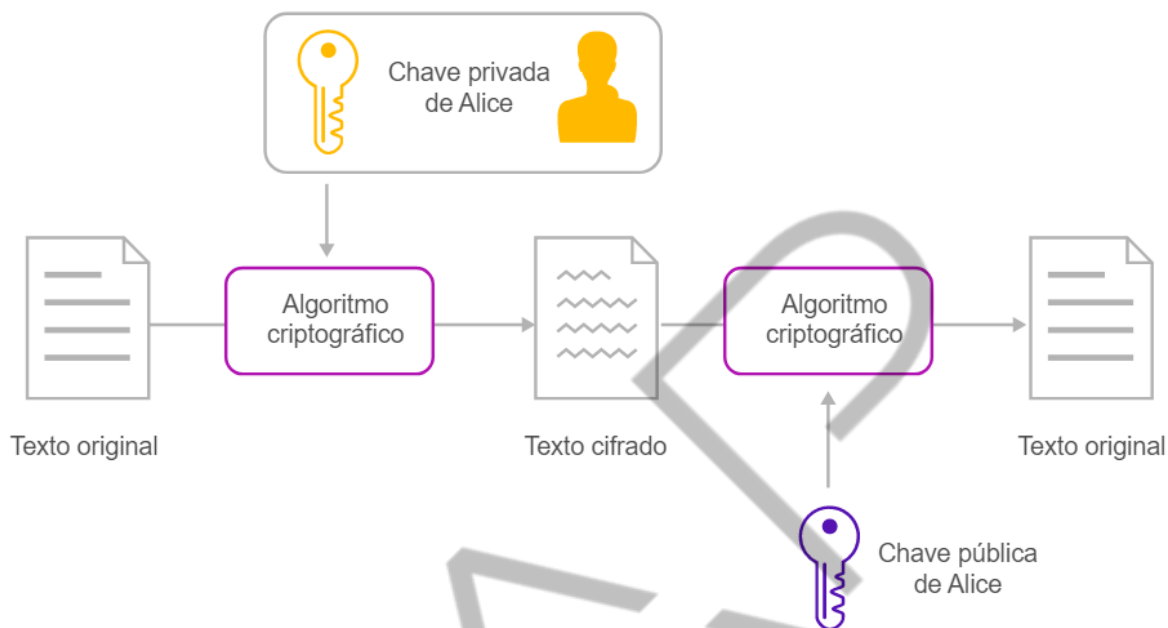 Chave privada
de Alice
Algoritmo
criptográfico
Algoritmo
criptográfico
Texto original
Texto cifrado
Texto original
Chave pública
de Alice